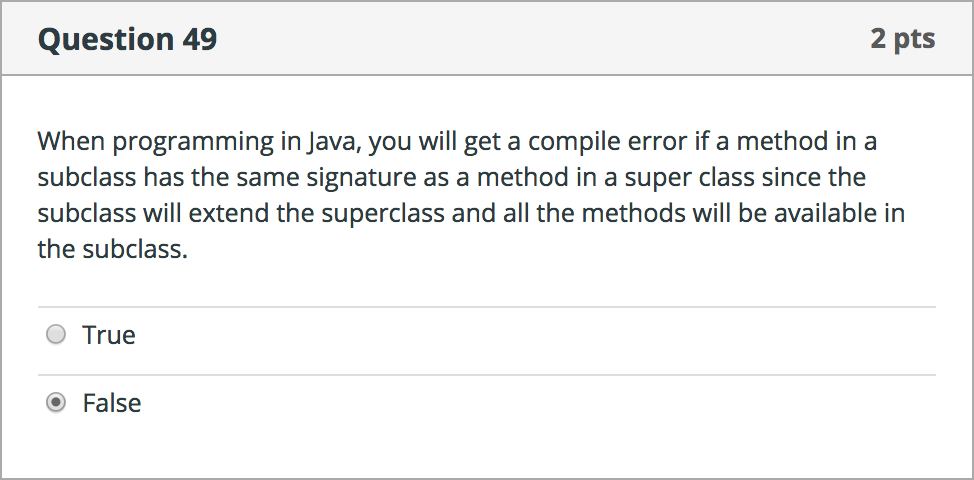 Question 49
2 pts
When programming in Java, you will get a compile error if a method in a
subclass has the same signature as a method in a super class since the
subclass will extend the superclass and all the methods will be available in
the subclass.
True
False